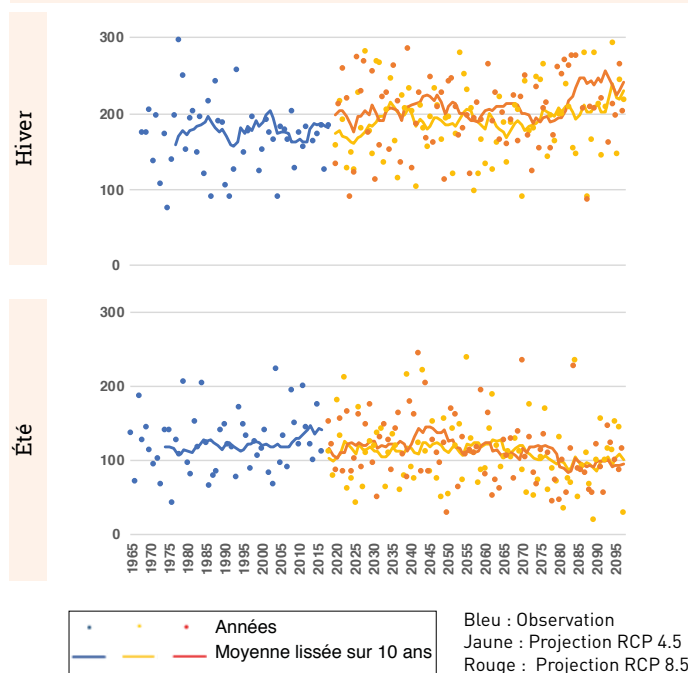 Hiver
300
200
100
0
Été
300
200
100
0
1965 1970 1975 1980 1985 1990 1995 2000 2005 2010 2015 2020 2025 2030 2035 2040 2045 2050 2055 2060 2065 2070 2075 2080 2085 2090 2095
Années
Moyenne lissée sur 10 ans
Bleu : Observation
Jaune : Projection RCP 4.5
Rouge : Projection RCP 8.5